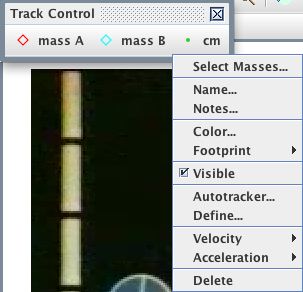 Track Control
mass A
mass B
cm
Select Masses...
Name...
Notes...
Color...
Footprint
Visible
Autotracker...
Define...
Velocity
Acceleration
Delete